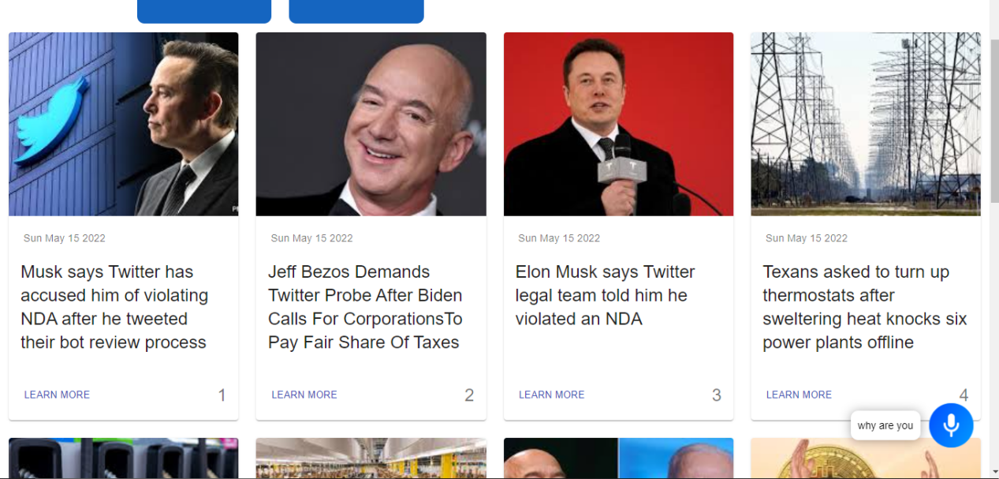 Sun May 15 2022
Musk says Twitter has
accused him of violating
NDA after he tweeted
their bot review process
LEARN MORE
1
Sun May 15 2022
Jeff Bezos Demands
Twitter Probe After Biden
Calls For CorporationsTo
Pay Fair Share Of Taxes
LEARN MORE
2
Sun May 15 2022
Elon Musk says Twitter
legal team told him he
violated an NDA
LEARN MORE
3
Sun May 15 2022
Texans asked to turn up
thermostats after
sweltering heat knocks six
power plants offline
LEARN MORE
4
why are you